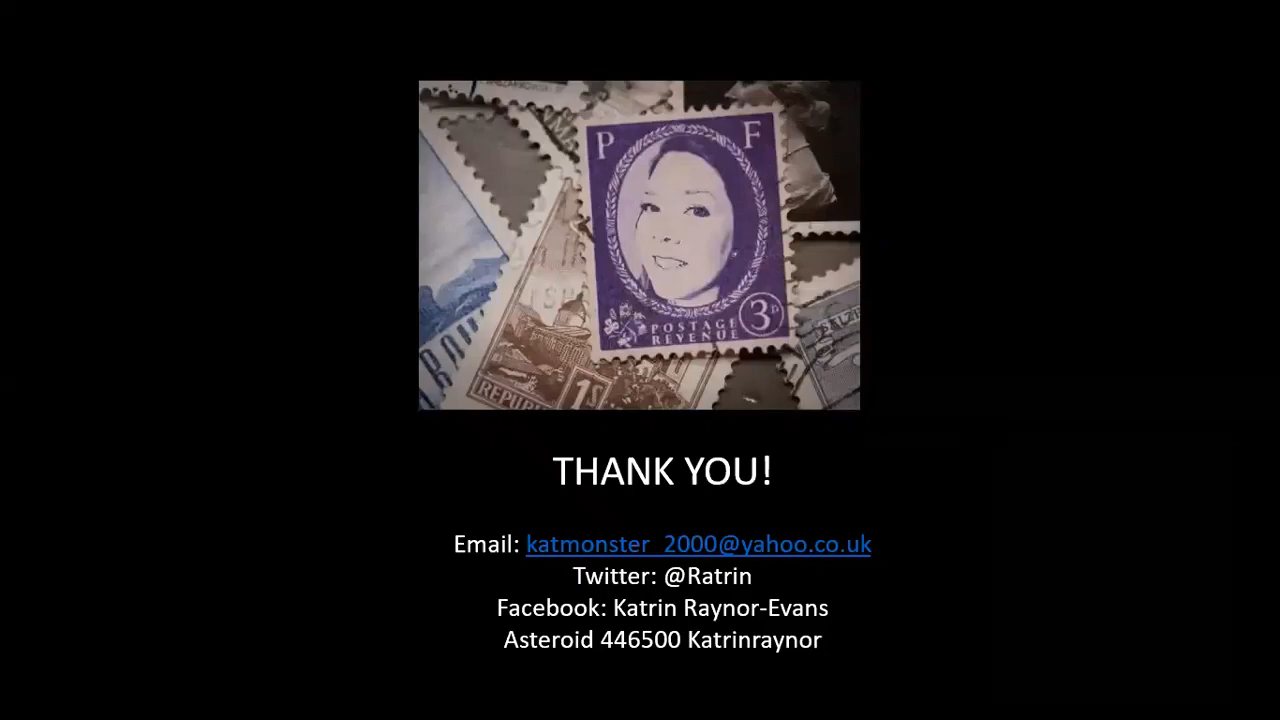 P F
POSTAGE
REVENUE
3D
1S
REPUB
THANK YOU!
Email: katmonster_2000@yahoo.co.uk
Twitter: @Ratrin
Facebook: Katrin Raynor-Evans
Asteroid 446500 Katrinraynor